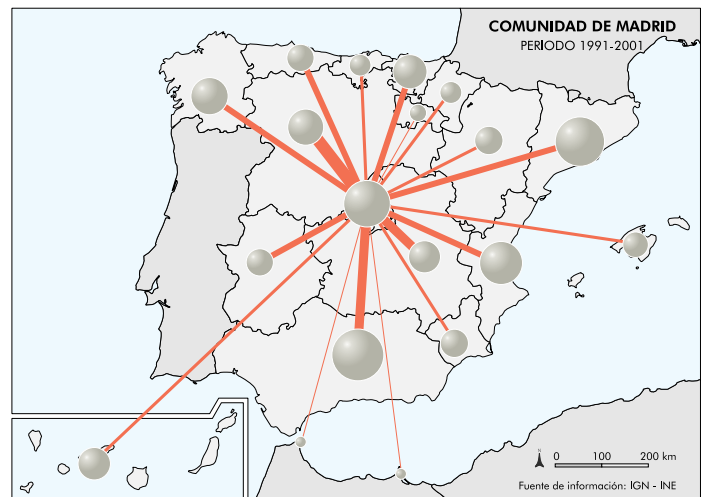 COMUNIDAD DE MADRID
PERIODO 1991-2001
N
0 100 200 km
Fuente de información: IGN - INE